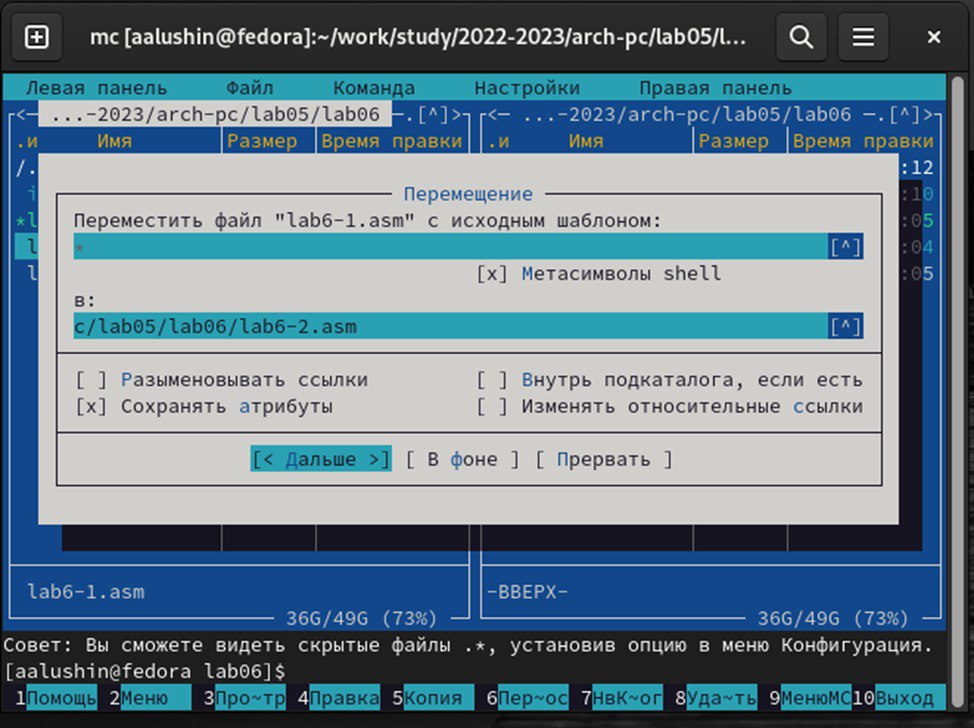 mc [aalushin@fedora]:~/work/study/2022-2023/arch-pc/lab05/l...
Левая панель Файл Команда Настройки Правая панель
<— ...-2023/arch-pc/lab05/lab06 —.[^]> <— ...-2023/arch-pc/lab05/lab06 —.[^]>
.и Имя Размер Время правки .и Имя Размер Время правки
/. :12
i :10
Перемещение
*l :05
Переместить файл "lab6-1.asm" с исходным шаблоном:
l :04
* [^]
l :05
[x] Метасимволы shell
в:
c/lab05/lab06/lab6-2.asm [^]
[ ] Разыменовывать ссылки [ ] Внутрь подкаталога, если есть
[x] Сохранять атрибуты [ ] Изменять относительные ссылки
[< Дальше >] [ В фоне ] [ Прервать ]
lab6-1.asm -ВВЕРХ-
36G/49G (73%) 36G/49G (73%)
Совет: Вы сможете видеть скрытые файлы .*, установив опцию в меню Конфигурация.
[aalushin@fedora lab06]$
1Помощь 2Меню 3Про~тр 4Правка 5Копия 6Пер~ос 7НвК~ог 8Уда~ть 9МенюMC 10Выход